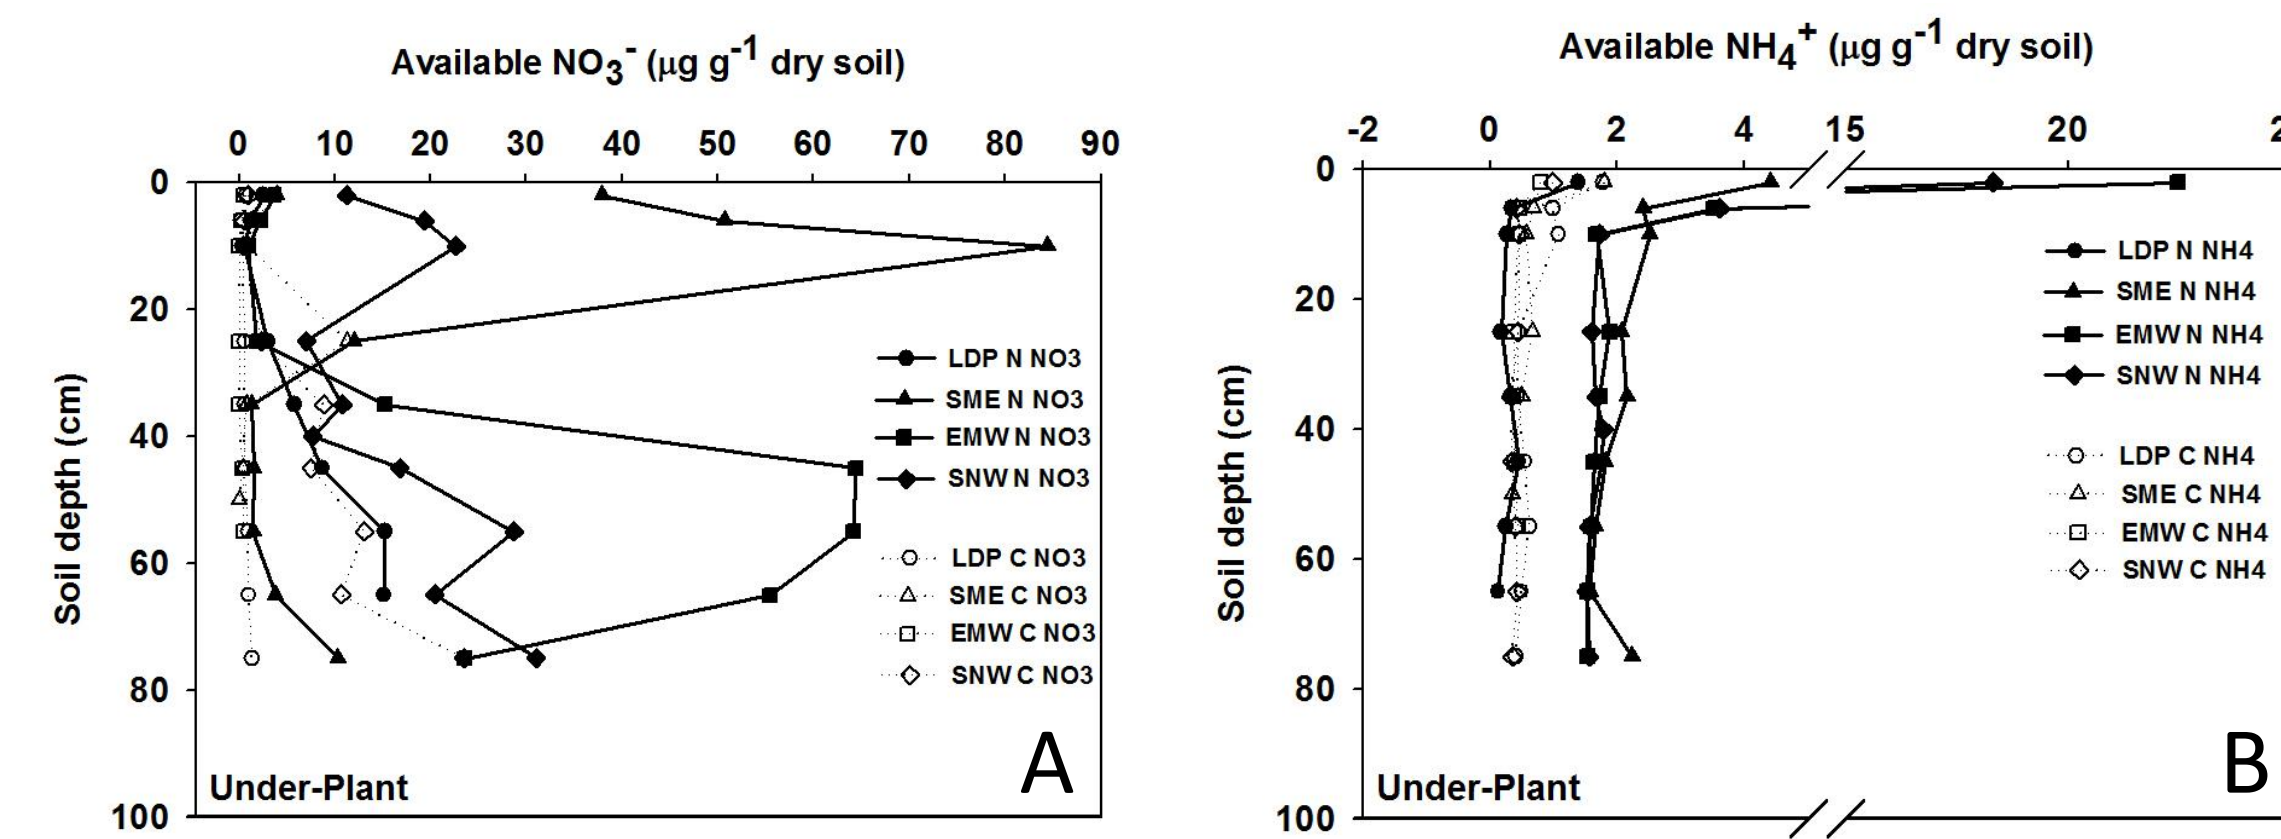 Available NO3- (μg g-1 dry soil)
0 10 20 30 40 50 60 70 80 90
0
20
40
60
80
100
Soil depth (cm)
LDP N NO3
SME N NO3
EMW N NO3
SNW N NO3
LDP C NO3
SME C NO3
EMW C NO3
SNW C NO3
Under-Plant
A
Available NH4+ (μg g-1 dry soil)
-2 0 2 4 15 20 2
0
20
40
60
80
100
Soil depth (cm)
LDP N NH4
SME N NH4
EMW N NH4
SNW N NH4
LDP C NH4
SME C NH4
EMW C NH4
SNW C NH4
Under-Plant
B